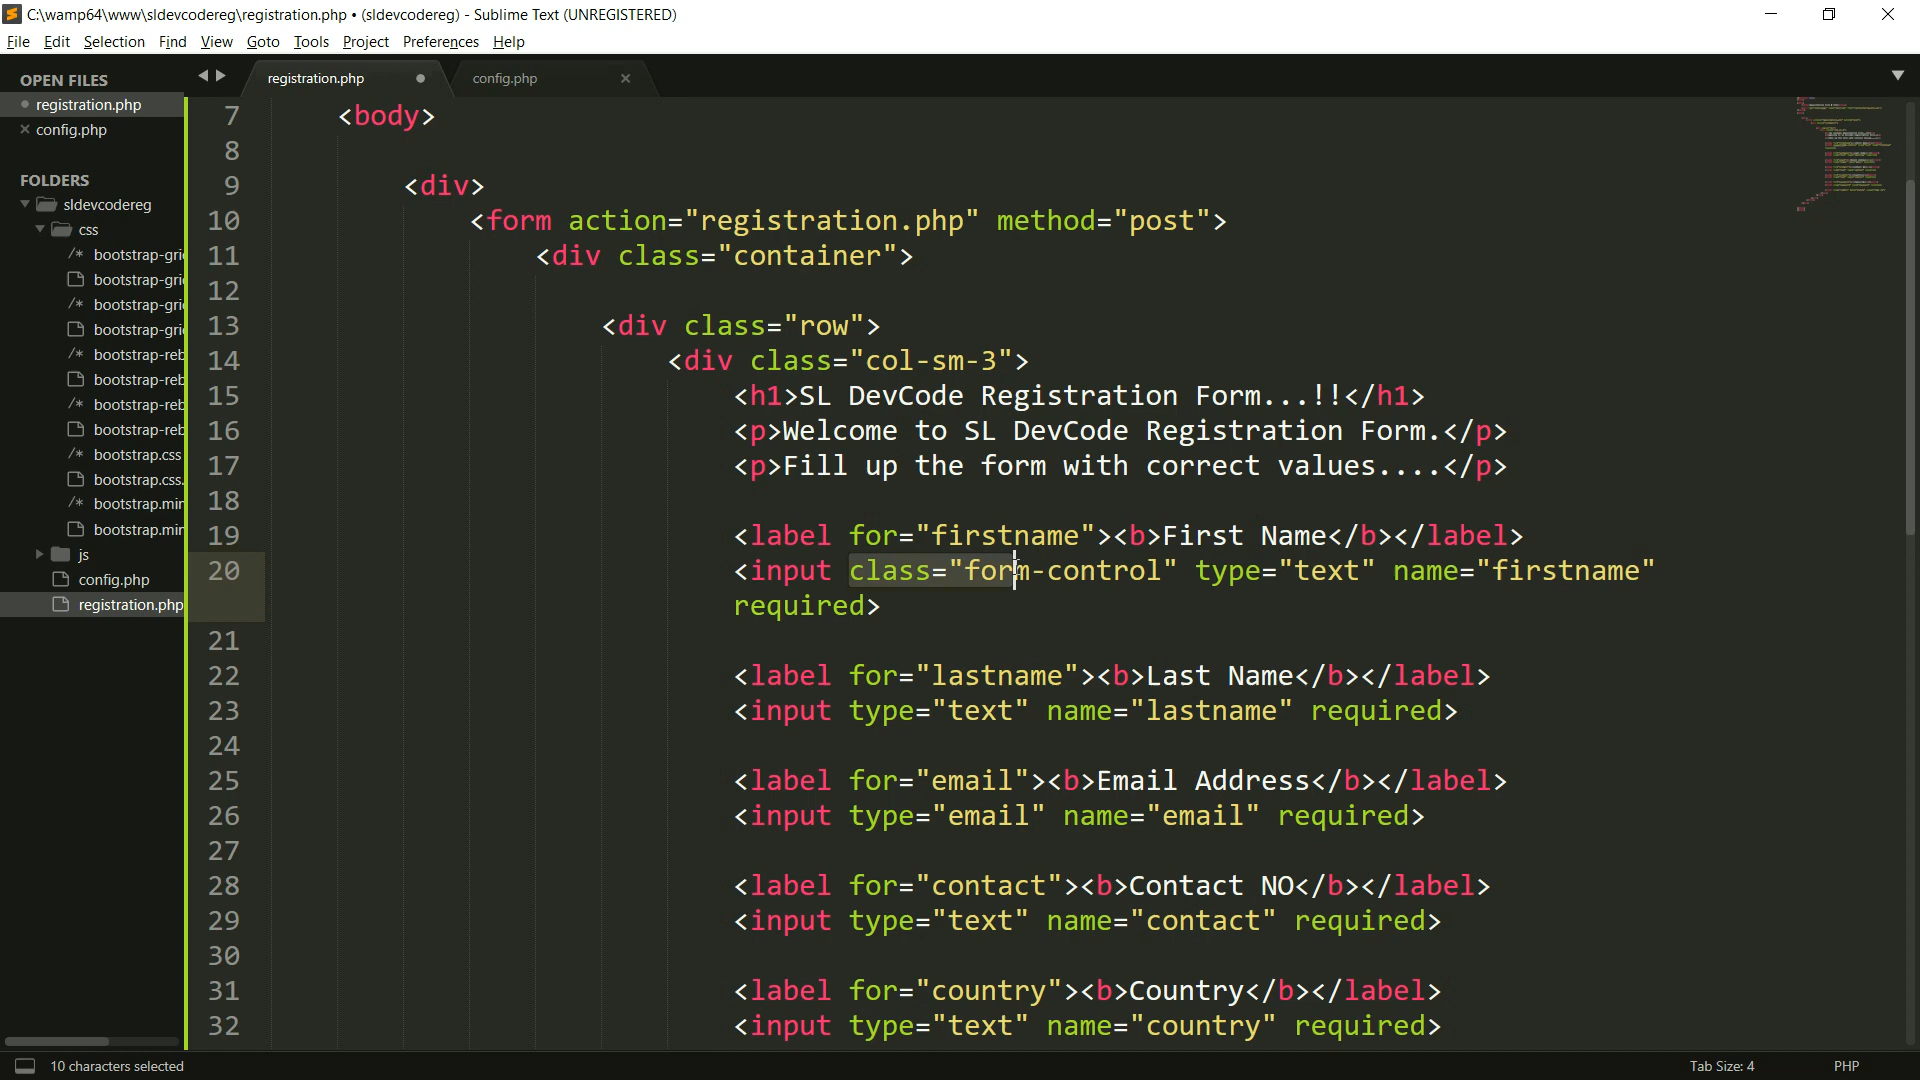 C:\wamp64\www\sldevcodereg\registration.php • (sldevcodereg) - Sublime Text (UNREGISTERED)
File Edit Selection Find View Goto Tools Project Preferences Help
OPEN FILES
registration.php
config.php
FOLDERS
sldevcodereg
css
bootstrap-gri
bootstrap-gri
bootstrap-gri
bootstrap-gri
bootstrap-reb
bootstrap-reb
bootstrap-reb
bootstrap-reb
bootstrap.css
bootstrap.css.
bootstrap.min
bootstrap.min
js
config.php
registration.php
registration.php config.php
7 <body>
8
9 <div>
10 <form action="registration.php" method="post">
11 <div class="container">
12
13 <div class="row">
14 <div class="col-sm-3">
15 <h1>SL DevCode Registration Form...!!</h1>
16 <p>Welcome to SL DevCode Registration Form.</p>
17 <p>Fill up the form with correct values....</p>
18
19 <label for="firstname"><b>First Name</b></label>
20 <input class="form-control" type="text" name="firstname"
required>
21
22 <label for="lastname"><b>Last Name</b></label>
23 <input type="text" name="lastname" required>
24
25 <label for="email"><b>Email Address</b></label>
26 <input type="email" name="email" required>
27
28 <label for="contact"><b>Contact NO</b></label>
29 <input type="text" name="contact" required>
30
31 <label for="country"><b>Country</b></label>
32 <input type="text" name="country" required>
10 characters selected Tab Size: 4 PHP